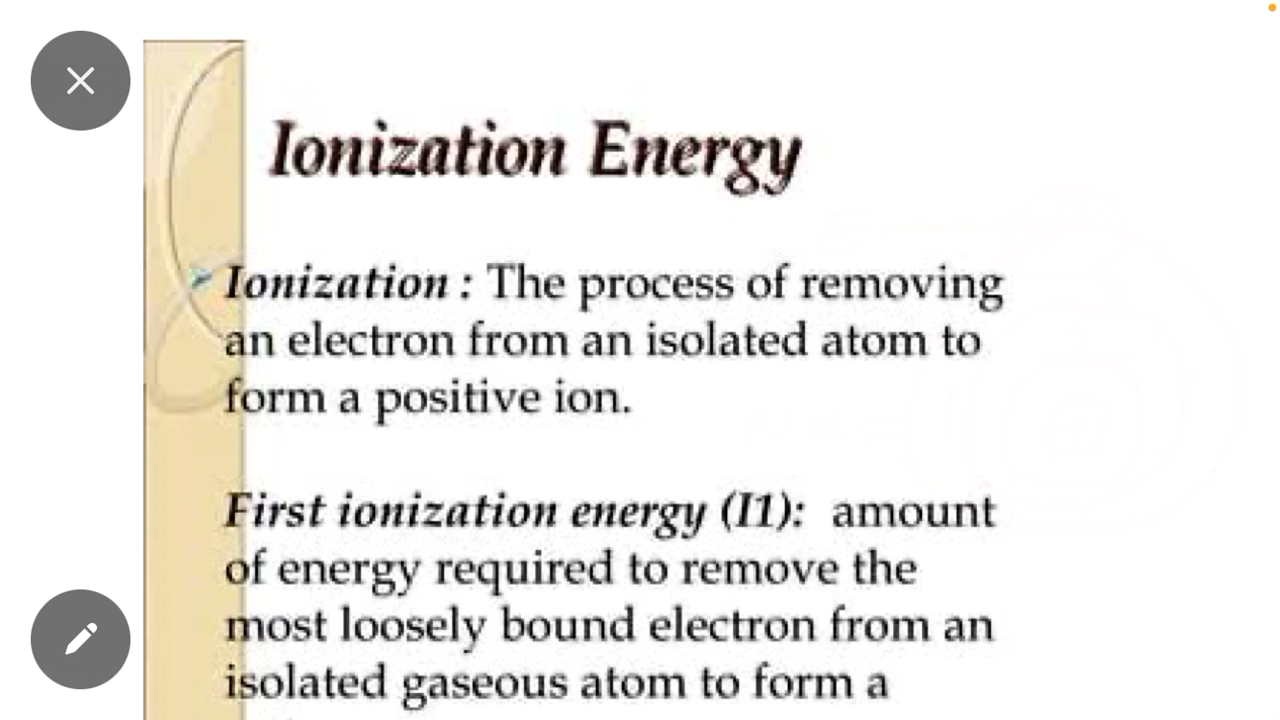 Ionization Energy
Ionization : The process of removing
an electron from an isolated atom to
form a positive ion.
First ionization energy (I1): amount
of energy required to remove the
most loosely bound electron from an
isolated gaseous atom to form a